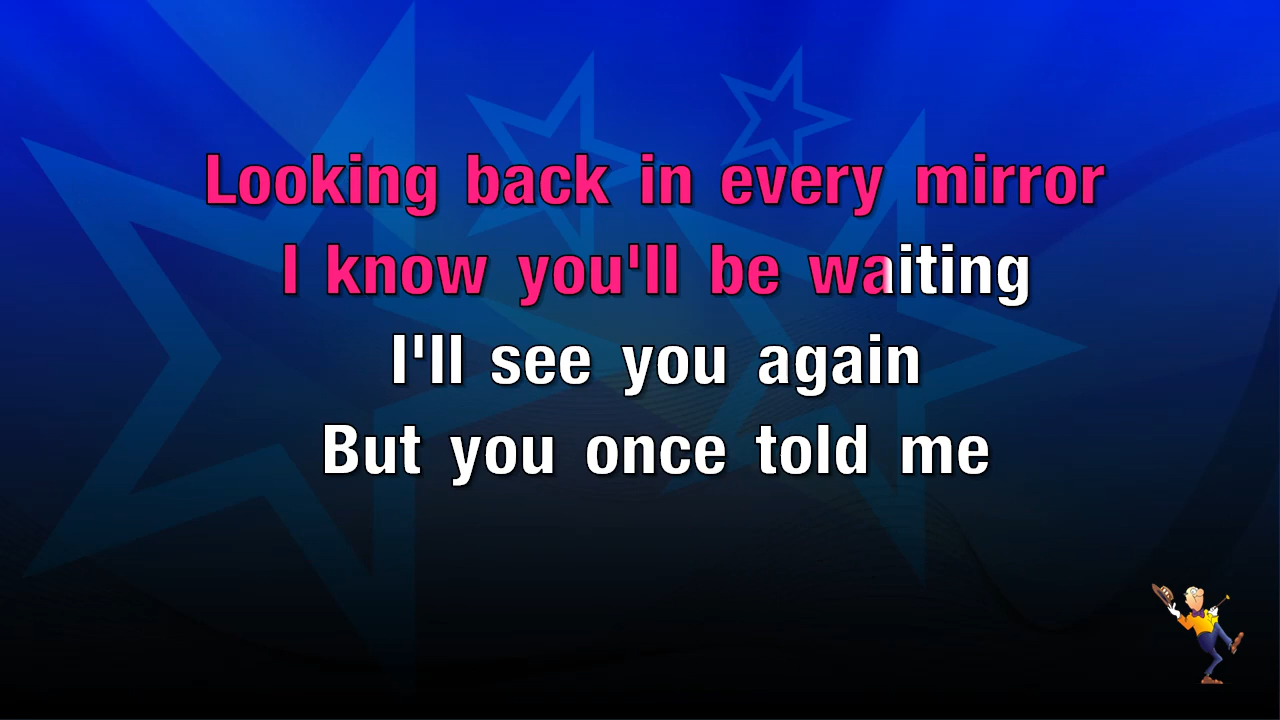 Looking back in every mirror
I know you'll be waiting
I'll see you again
But you once told me